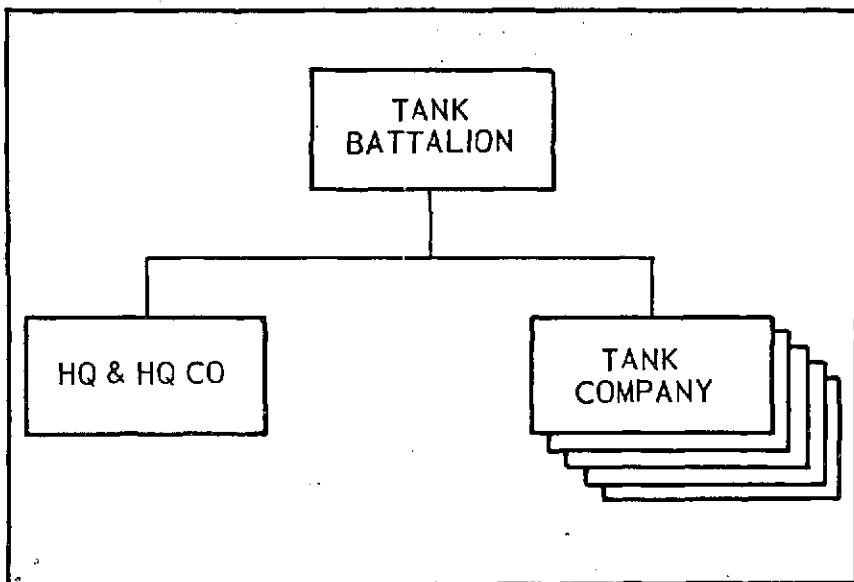 TANK
BATTALION
HQ & HQ CO
TANK
COMPANY